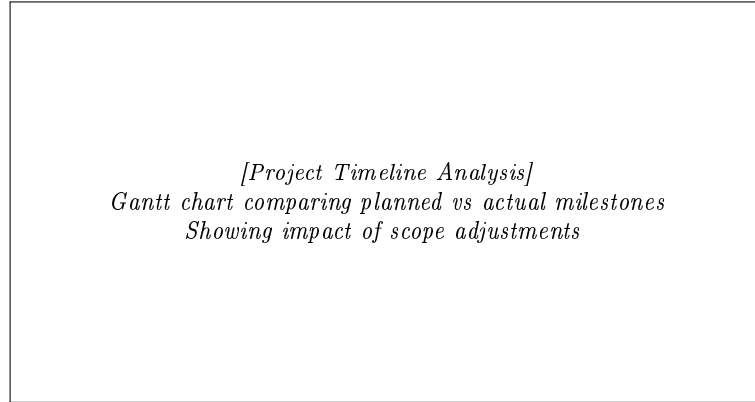 [Project Timeline Analysis]
Gantt chart comparing planned vs actual milestones
Showing impact of scope adjustments